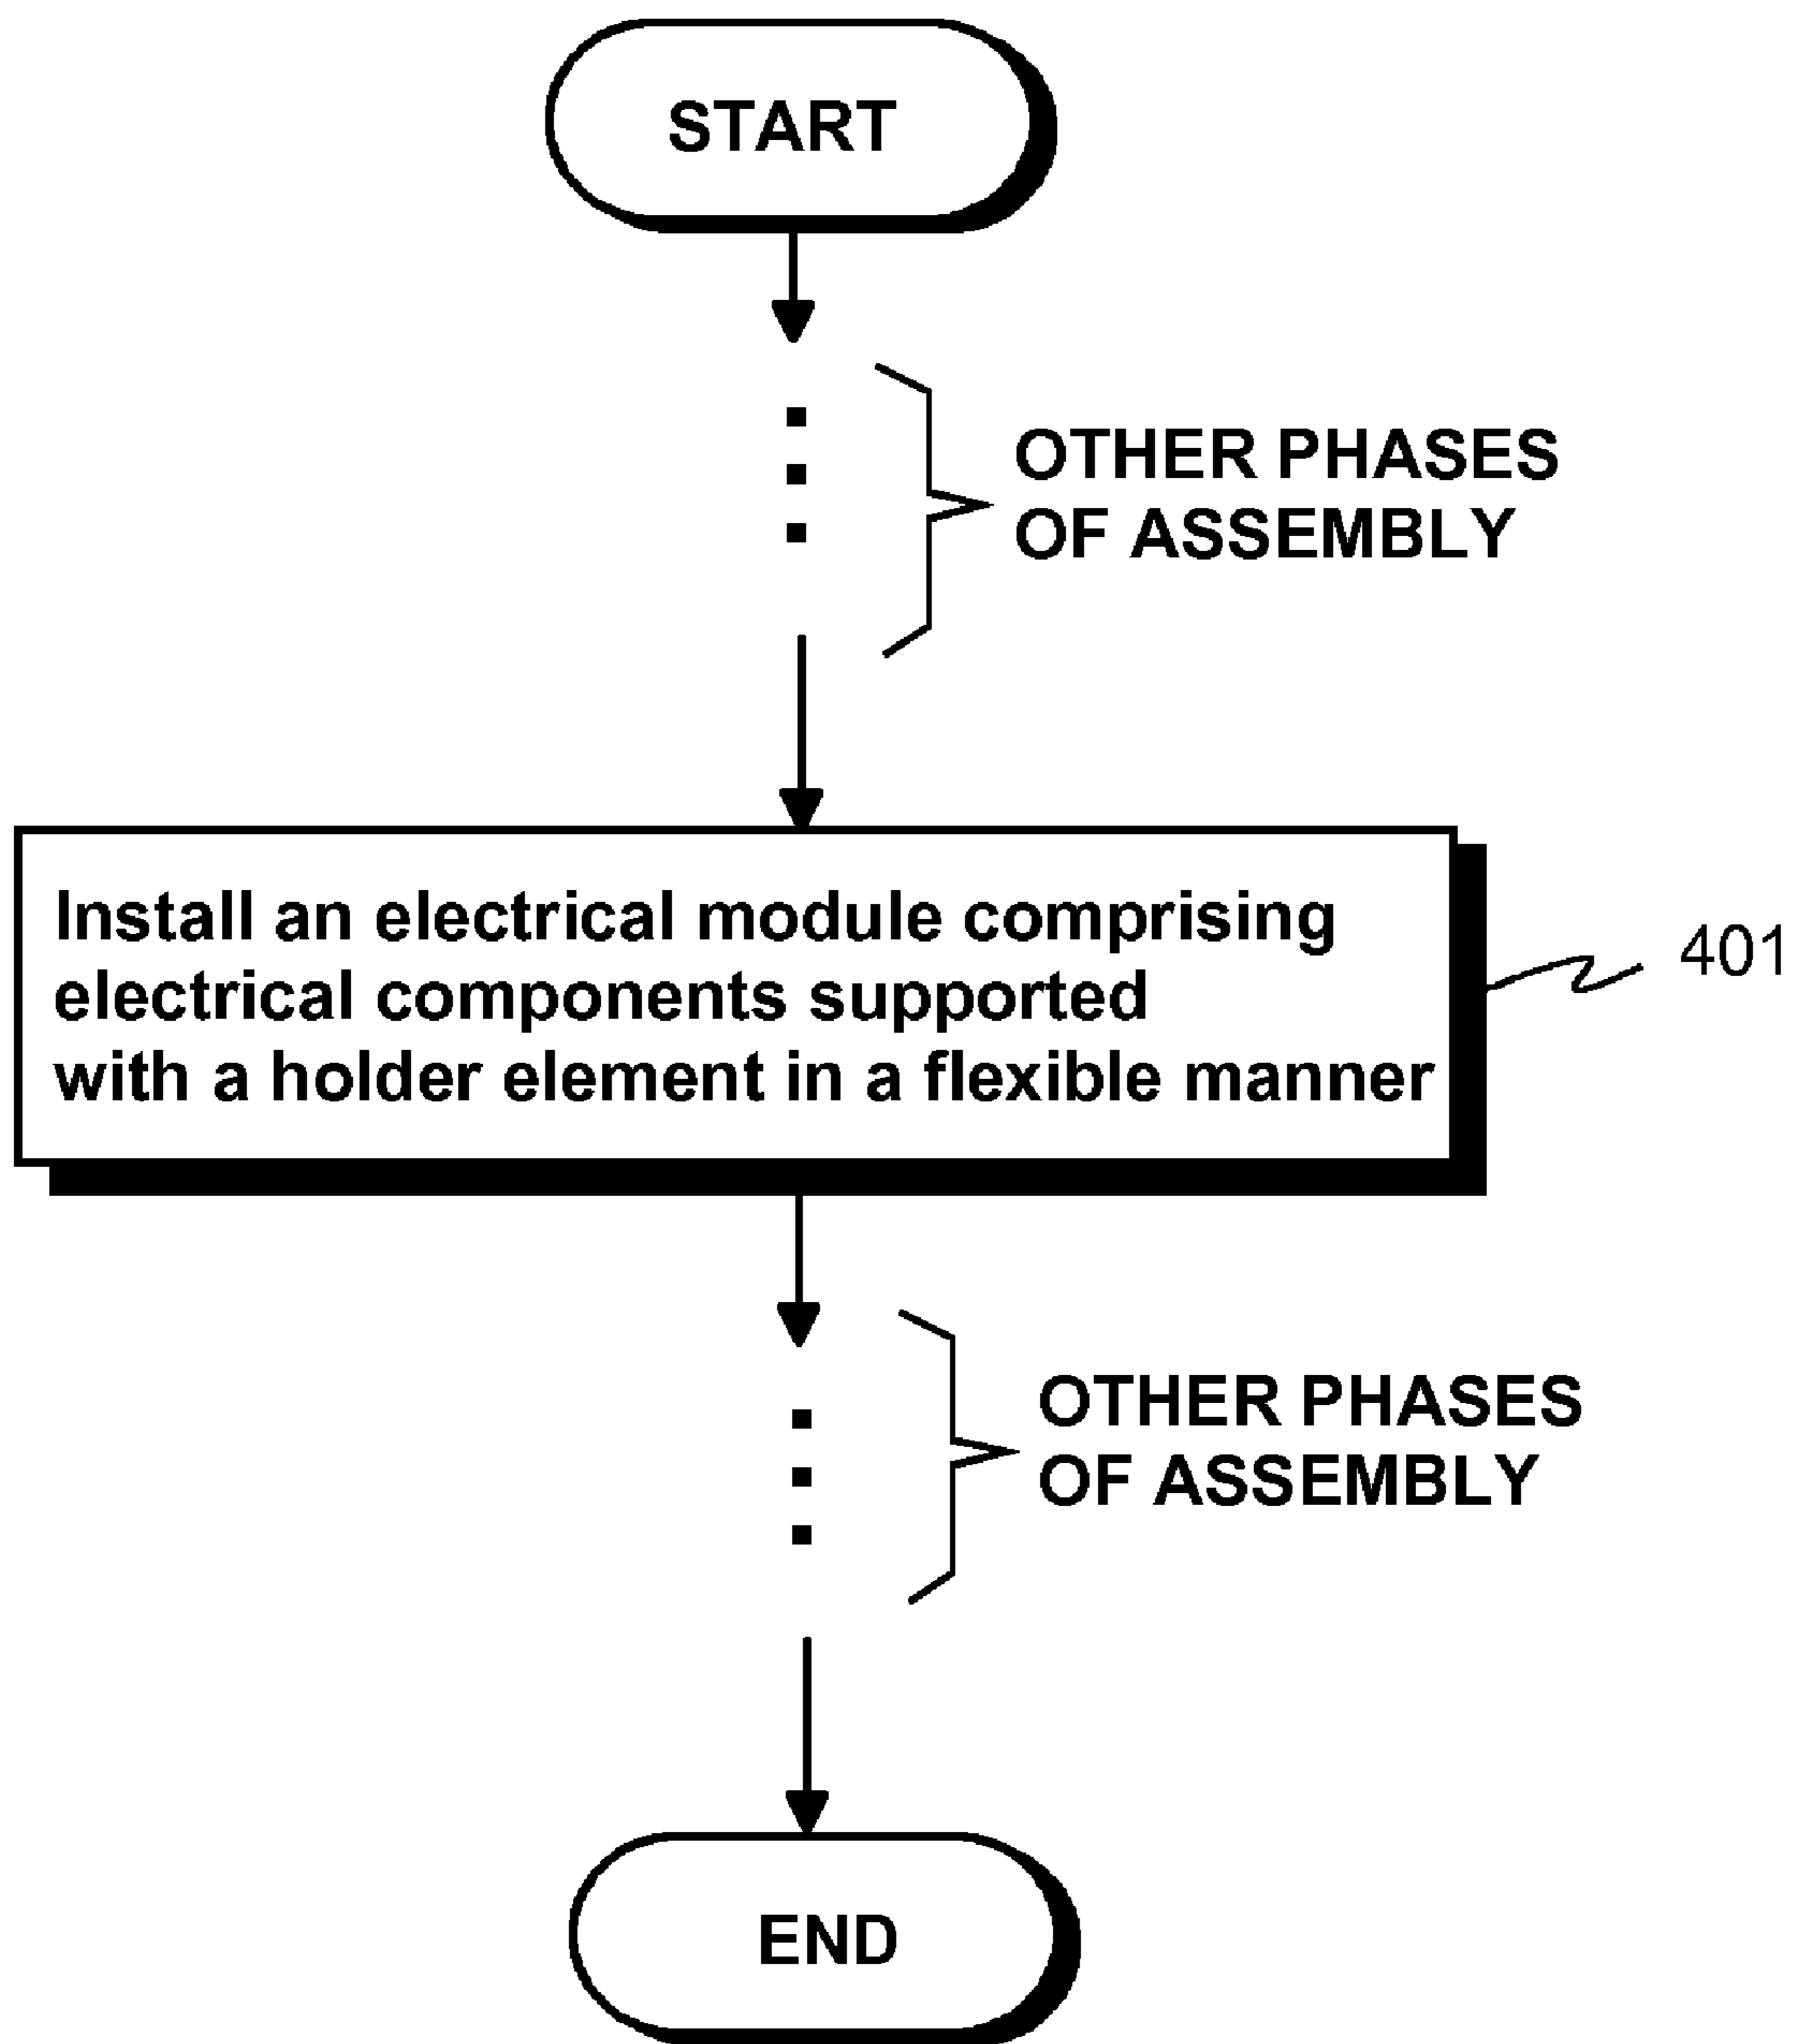 START
OTHER PHASES
OF ASSEMBLY
Install an electrical module comprising
electrical components supported
with a holder element in a flexible manner
401
OTHER PHASES
OF ASSEMBLY
END